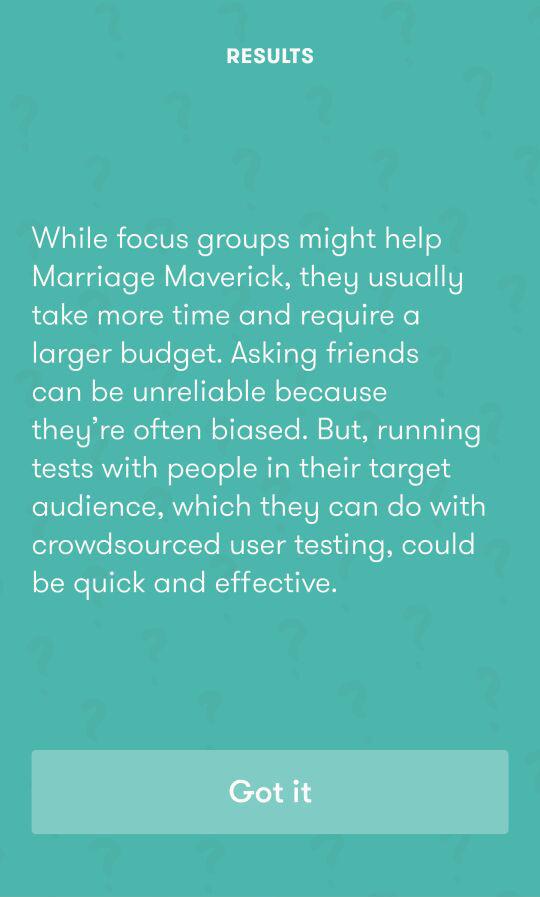 RESULTS
While focus groups might help
Marriage Maverick, they usually
take more time and require a
larger budget. Asking friends
can be unreliable because
they’re often biased. But, running
tests with people in their target
audience, which they can do with
crowdsourced user testing, could
be quick and effective.
Got it